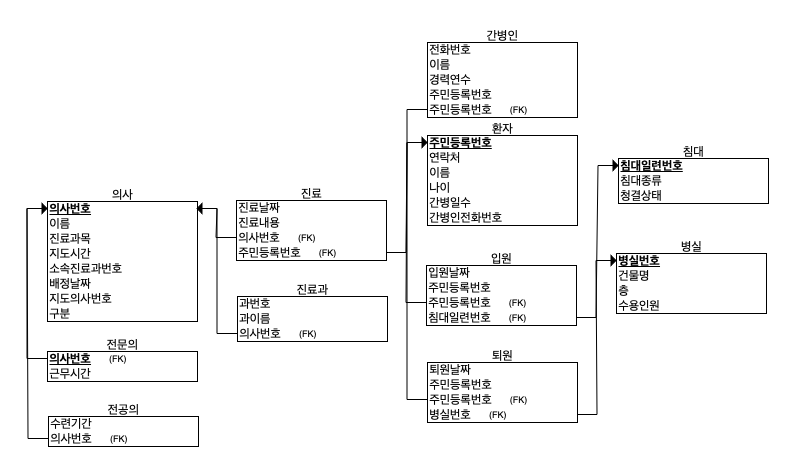 간병인
전화번호
이름
경력연수
주민등록번호
주민등록번호 (FK)
환자
주민등록번호
연락처
이름
나이
간병일수
간병인전화번호
침대
침대일련번호
침대종류
청결상태
의사
의사번호
이름
진료과목
지도시간
소속진료과번호
배정날짜
지도의사번호
구분
진료
진료날짜
진료내용
의사번호 (FK)
주민등록번호 (FK)
입원
입원날짜
주민등록번호
주민등록번호 (FK)
침대일련번호 (FK)
병실
병실번호
건물명
층
수용인원
진료과
과번호
과이름
의사번호 (FK)
전문의
의사번호 (FK)
근무시간
퇴원
퇴원날짜
주민등록번호
주민등록번호 (FK)
병실번호 (FK)
전공의
수련기간
의사번호 (FK)